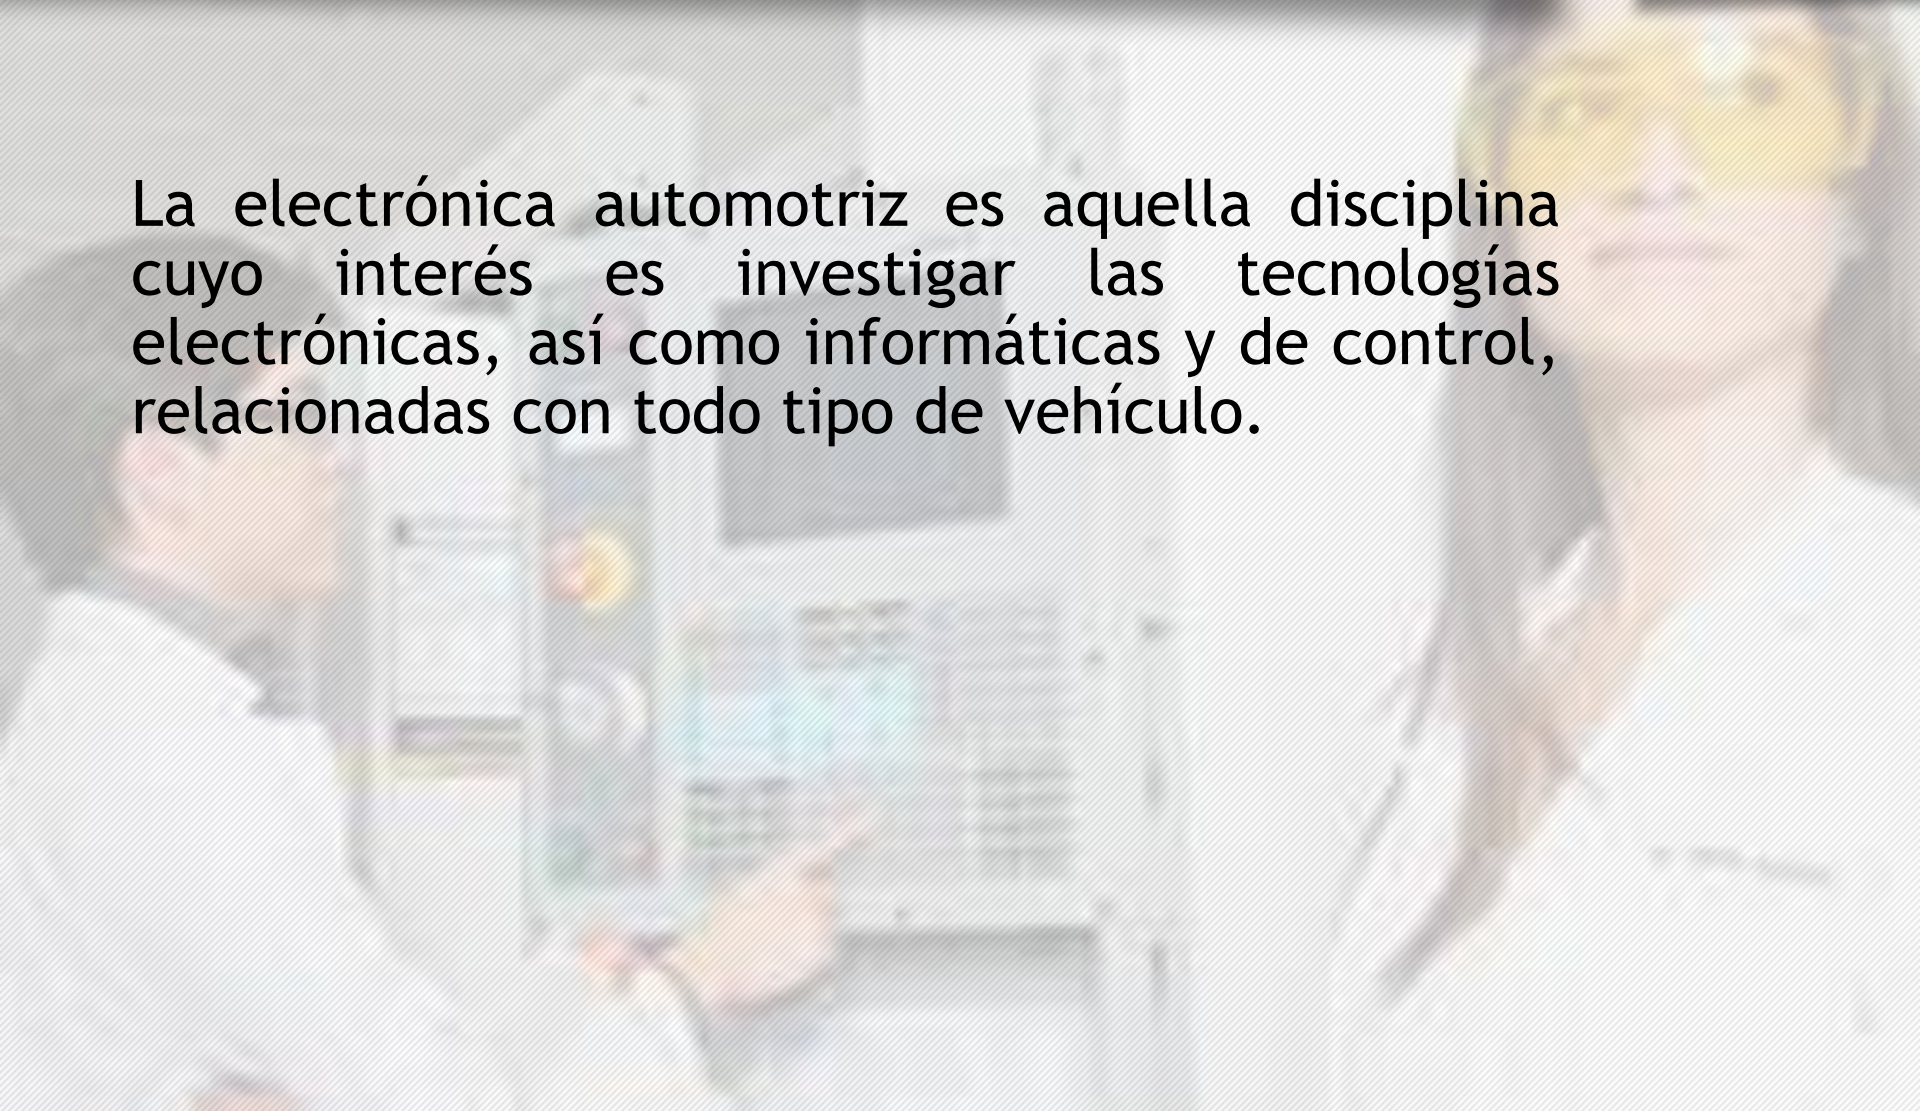 La electrónica automotriz es aquella disciplina
cuyo interés es investigar las tecnologías
electrónicas, así como informáticas y de control,
relacionadas con todo tipo de vehículo.